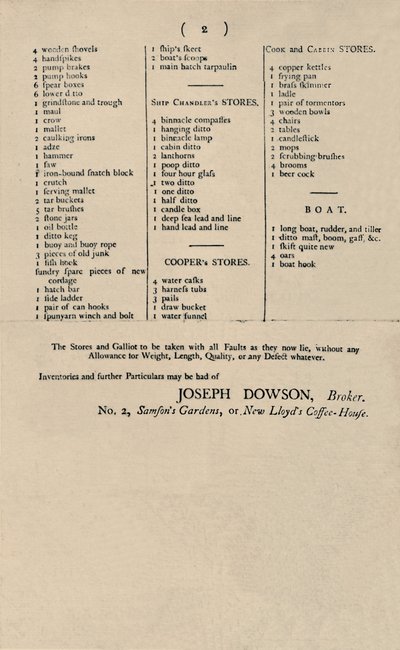 ( 2 )
4 wooden ſhovels
4 handſpikes
2 pump brakes
2 pump hooks
6 ſpear boxes
6 lower d tto
1 grindſtone and trough
1 maul
1 crow
1 mallet
2 caulking irons
1 adze
1 hammer
1 ſaw
1 iron-bound ſnatch block
1 crutch
1 ſerving mallet
2 tar buckets
5 tar bruſhes
2 ſtone jars
1 oil bottle
1 ditto keg
1 buoy and buoy rope
3 pieces of old junk
1 fiſh hook
ſundry ſpare pieces of new
cordage
1 hatch bar
1 ſide ladder
1 pair of can hooks
1 ſpunyarn winch and bolt
1 ſhip's ſkeet
2 boat's ſcoops
1 main hatch tarpaulin
SHIP CHANDLER's STORES.
4 binnacle compaſſes
1 hanging ditto
1 binnacle lamp
1 cabin ditto
2 lanthorns
1 poop ditto
1 four hour glaſs
1 two ditto
1 one ditto
1 half ditto
1 candle box
1 deep ſea lead and line
1 hand lead and line
COOPER's STORES.
4 water caſks
3 harneſs tubs
3 pails
1 draw bucket
1 water funnel
COOK and CABBIN STORES.
4 copper kettles
1 frying pan
1 braſs ſkimmer
1 ladle
1 pair of tormentors
3 wooden bowls
4 chairs
2 tables
1 candleſtick
2 mops
2 ſcrubbing-bruſhes
4 brooms
1 beer cock
BOAT.
1 long boat, rudder, and tiller
1 ditto maſt, boom, gaff, &c.
1 ſkiff quite new
4 oars
1 boat hook
The Stores and Galliot to be taken with all Faults as they now lie, without any
Allowance for Weight, Length, Quality, or any Defect whatever.
Inventories and further Particulars may be had of
JOSEPH DOWSON, Broker.
No. 2, Samſon's Gardens, or New Lloyd's Coffee-Houſe.